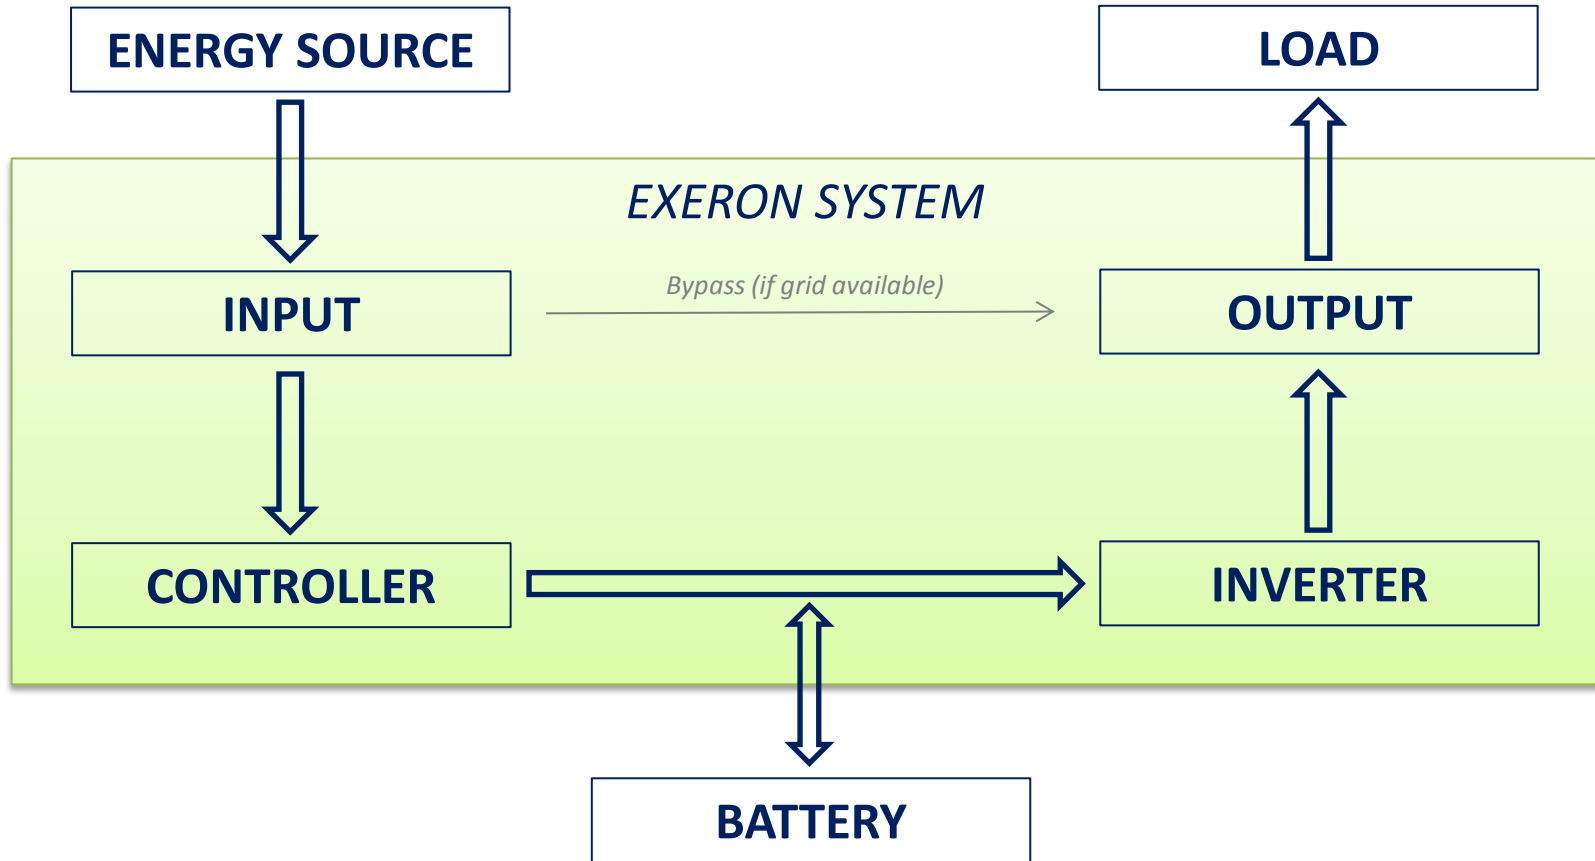 ENERGY SOURCE
LOAD
EXERON SYSTEM
Bypass (if grid available)
INPUT
OUTPUT
CONTROLLER
INVERTER
BATTERY